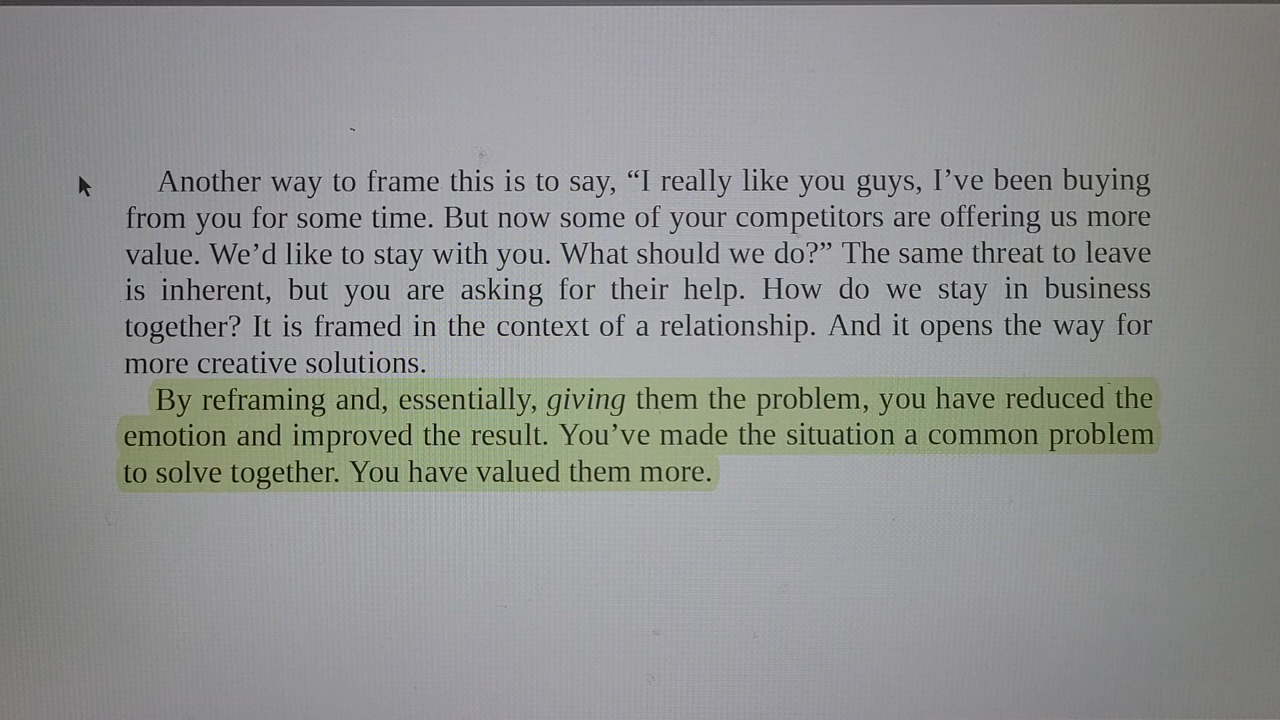 Another way to frame this is to say, “I really like you guys, I’ve been buying
from you for some time. But now some of your competitors are offering us more
value. We’d like to stay with you. What should we do?” The same threat to leave
is inherent, but you are asking for their help. How do we stay in business
together? It is framed in the context of a relationship. And it opens the way for
more creative solutions.
By reframing and, essentially, giving them the problem, you have reduced the
emotion and improved the result. You’ve made the situation a common problem
to solve together. You have valued them more.